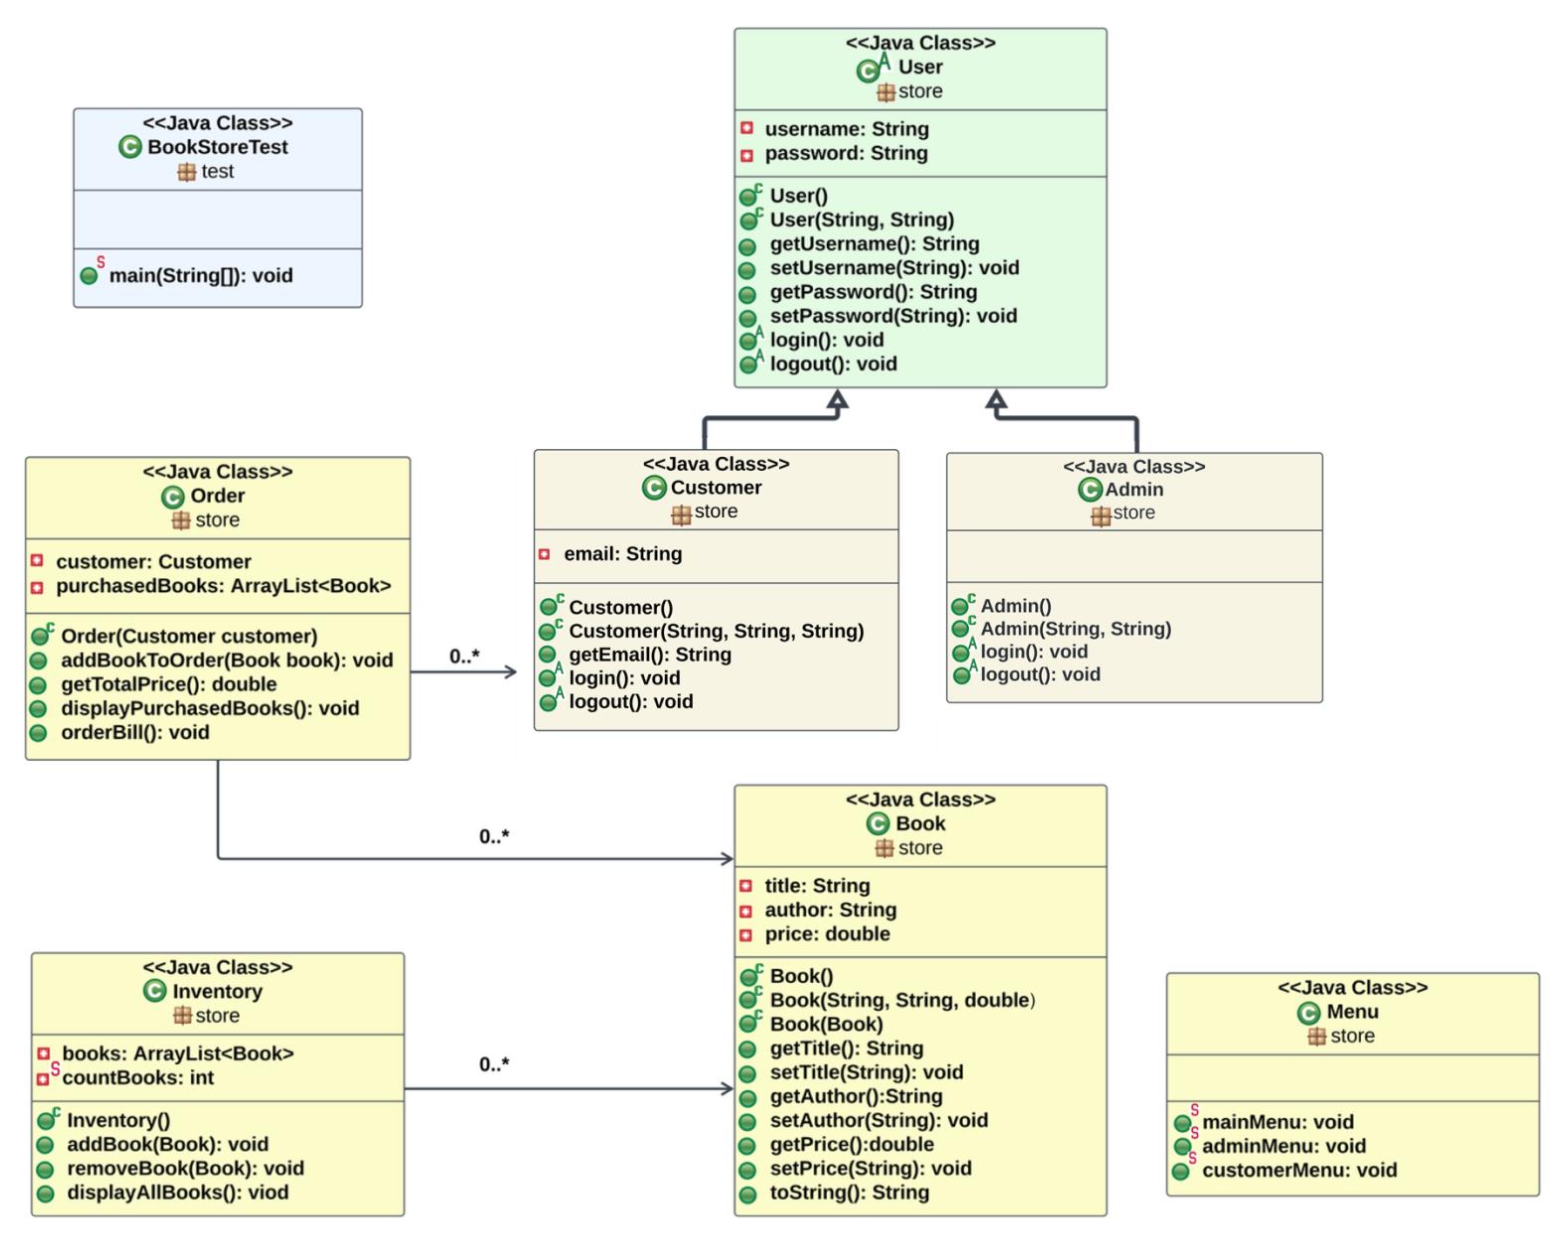 <<Java Class>>
BookStoreTest
test
main(String[]): void
<<Java Class>>
User
store
username: String
password: String
User()
User(String, String)
getUsername(): String
setUsername(String): void
getPassword(): String
setPassword(String): void
login(): void
logout(): void
<<Java Class>>
Order
store
customer: Customer
purchasedBooks: ArrayList<Book>
Order(Customer customer)
addBookToOrder(Book book): void
getTotalPrice(): double
displayPurchasedBooks(): void
orderBill(): void
0..*
<<Java Class>>
Customer
store
email: String
Customer()
Customer(String, String, String)
getEmail(): String
login(): void
logout(): void
<<Java Class>>
Admin
store
Admin()
Admin(String, String)
login(): void
logout(): void
0..*
<<Java Class>>
Book
store
title: String
author: String
price: double
Book()
Book(String, String, double)
Book(Book)
getTitle(): String
setTitle(String): void
getAuthor():String
setAuthor(String): void
getPrice():double
setPrice(String): void
toString(): String
<<Java Class>>
Inventory
store
books: ArrayList<Book>
countBooks: int
Inventory()
addBook(Book): void
removeBook(Book): void
displayAllBooks(): viod
0..*
<<Java Class>>
Menu
store
mainMenu: void
adminMenu: void
customerMenu: void